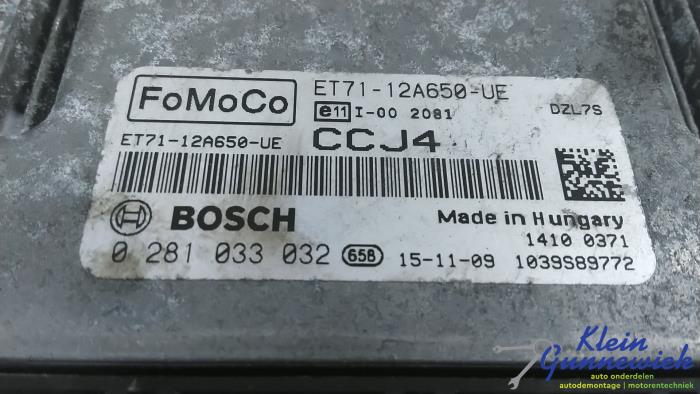 FoMoCo
ET71-12A650-UE
e11 I-00 2081
DZL7S
ET71-12A650-UE CCJ4
BOSCH
Made in Hungary
1410 0371
0 281 033 032 658 15-11-09 1039S89772
Klein
Gunnewiek
auto onderdelen
autodemontage | motorentechniek